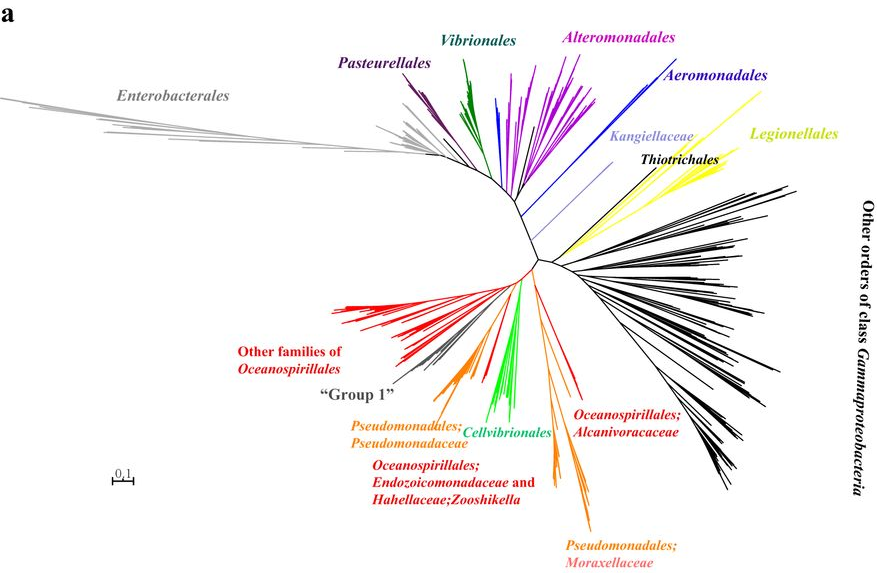 a
Vibrionales
Alteromonadales
Pasteurellales
Aeromonadales
Enterobacterales
Kangiellaceae
Legionellales
Thiotrichales
Other orders of class Gammaproteobacteria
Other families of
Oceanospirillales
“Group 1”
Pseudomonadales;
Pseudomonadaceae
Cellvibrionales
Oceanospirillales;
Alcanivoracaceae
Oceanospirillales;
Endozoicomonadaceae and
Hahellaceae;Zooshikella
0,1
Pseudomonadales;
Moraxellaceae